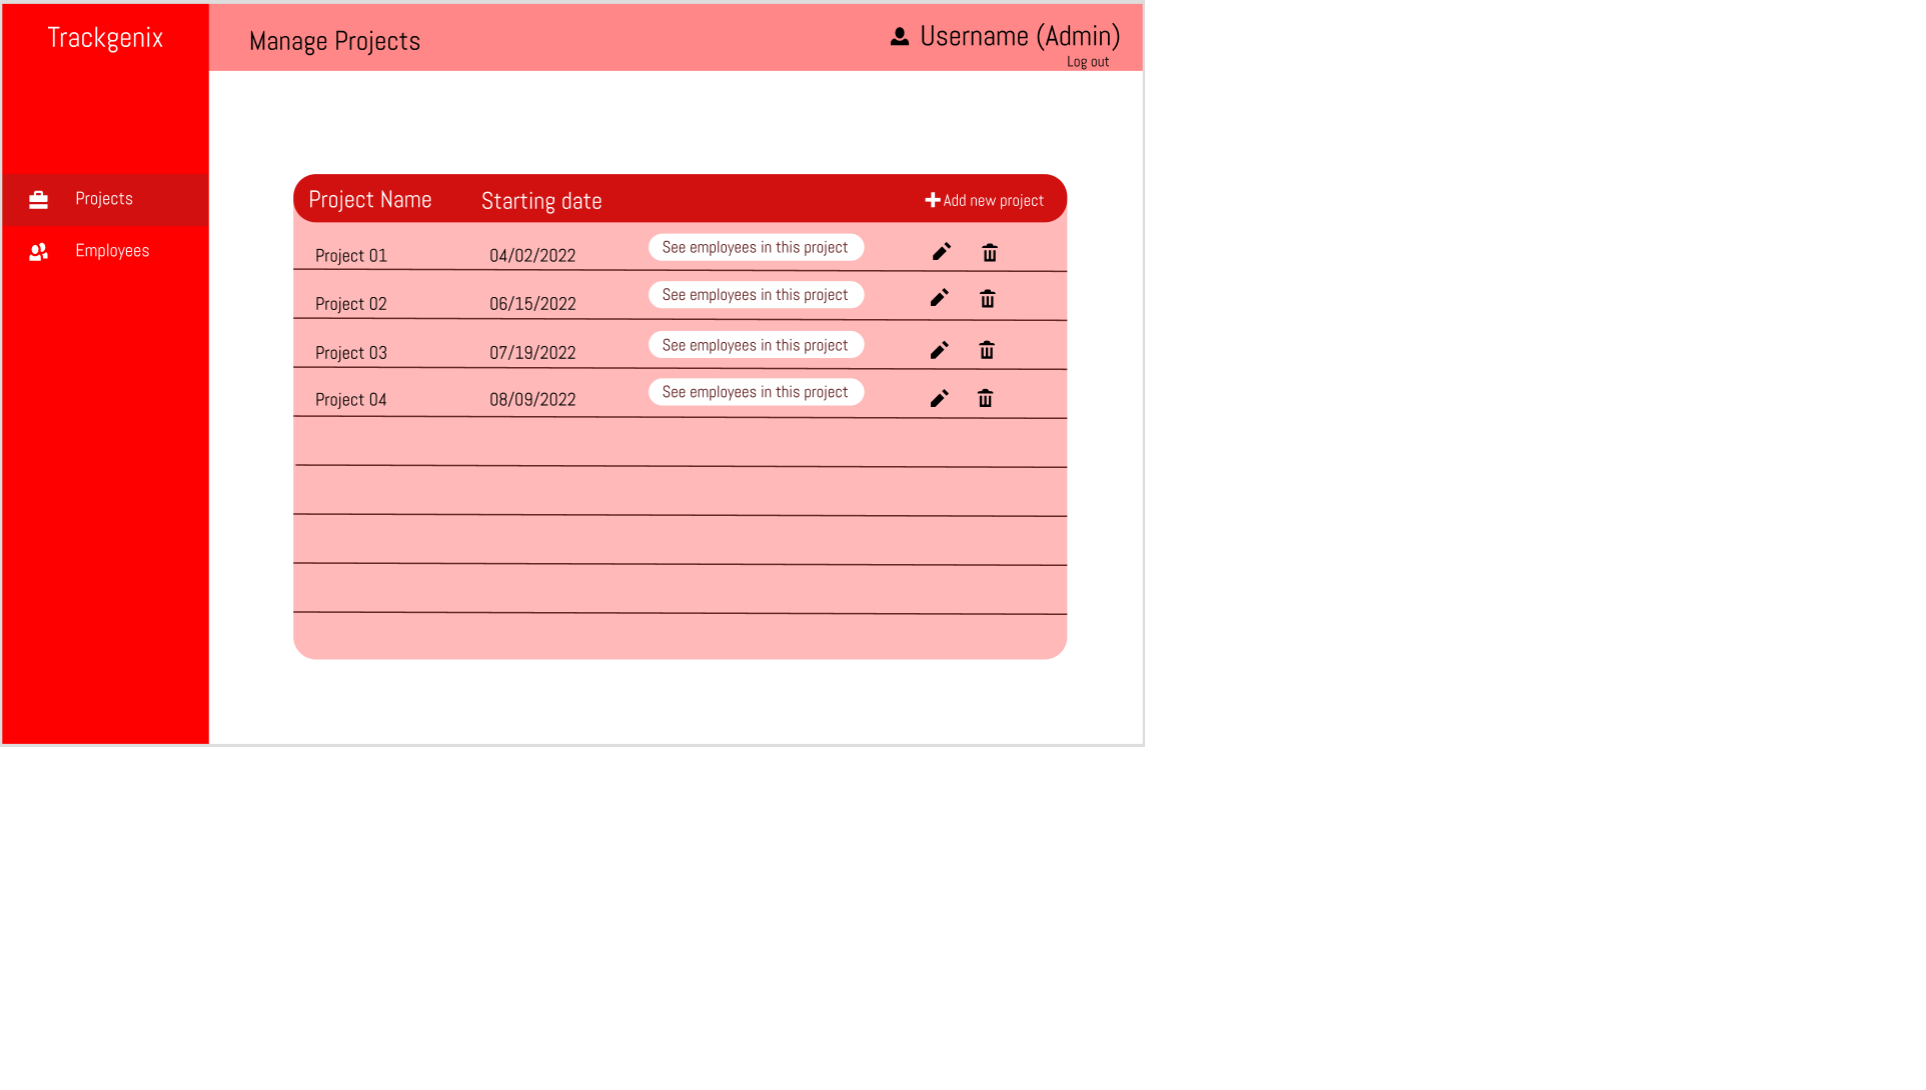 Trackgenix
Manage Projects
Username (Admin)
Log out
Projects
Employees
Project Name
Starting date
Add new project
Project 01
04/02/2022
See employees in this project
Project 02
06/15/2022
See employees in this project
Project 03
07/19/2022
See employees in this project
Project 04
08/09/2022
See employees in this project